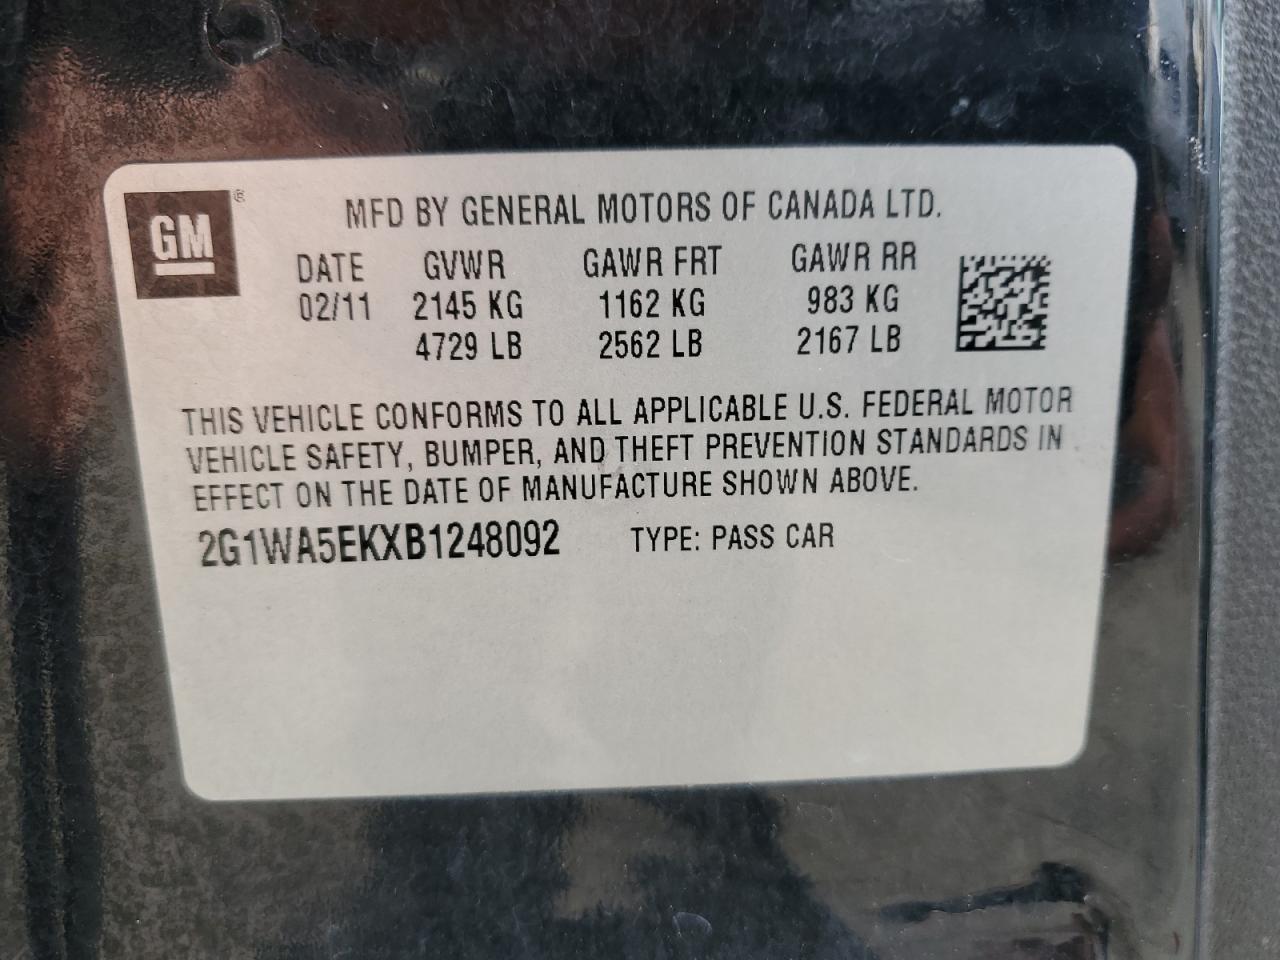 GM®
MFD BY GENERAL MOTORS OF CANADA LTD.
DATE GVWR GAWR FRT GAWR RR
02/11 2145 KG 1162 KG 983 KG
4729 LB 2562 LB 2167 LB
THIS VEHICLE CONFORMS TO ALL APPLICABLE U.S. FEDERAL MOTOR
VEHICLE SAFETY, BUMPER, AND THEFT PREVENTION STANDARDS IN
EFFECT ON THE DATE OF MANUFACTURE SHOWN ABOVE.
2G1WA5EKXB1248092 TYPE: PASS CAR